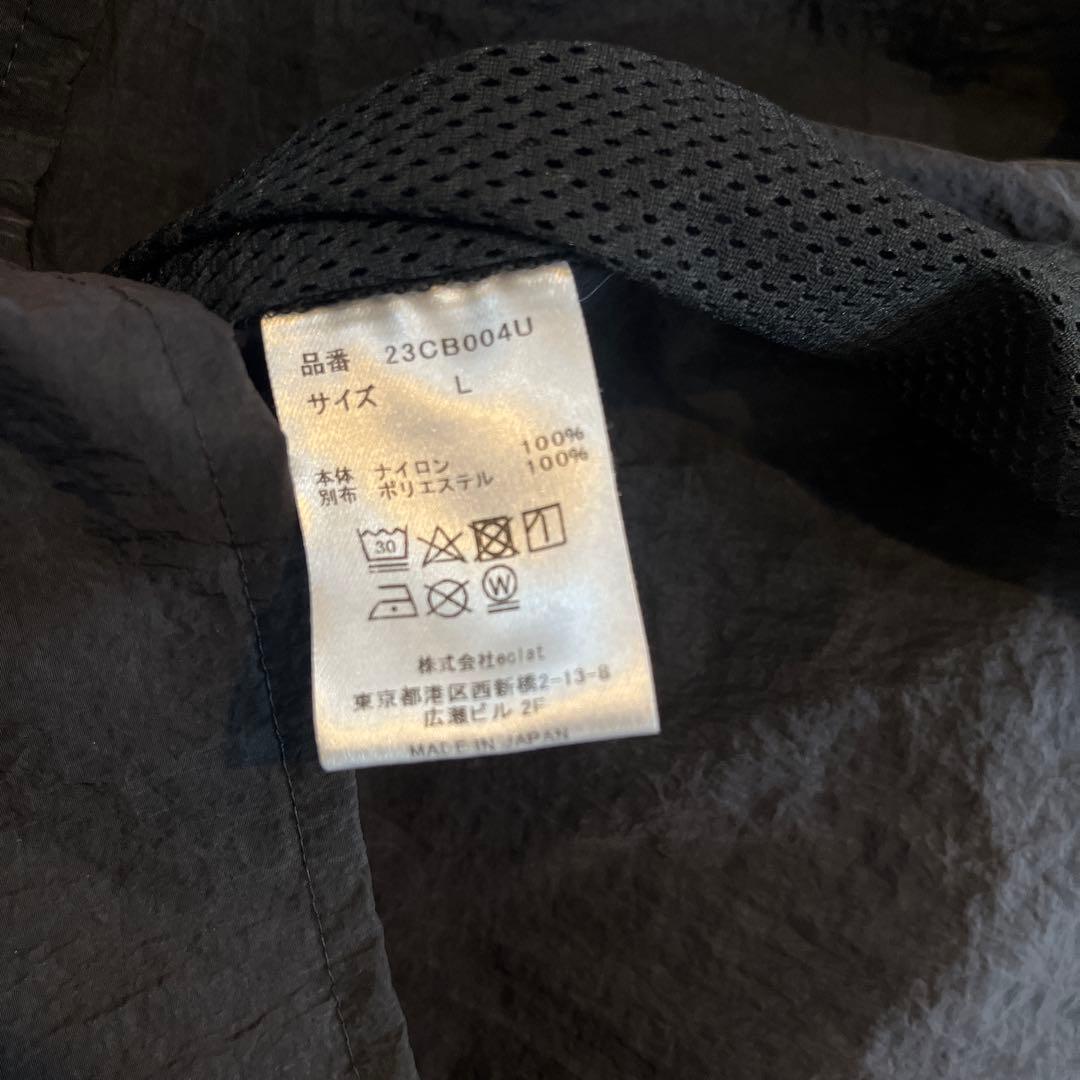 品番 23CB004U
サイズ L
本体 ナイロン 100%
別布 ポリエステル 100%
30
W
株式会社eclat
東京都港区西新橋2-13-8
広瀬ビル 2F
MADE IN JAPAN